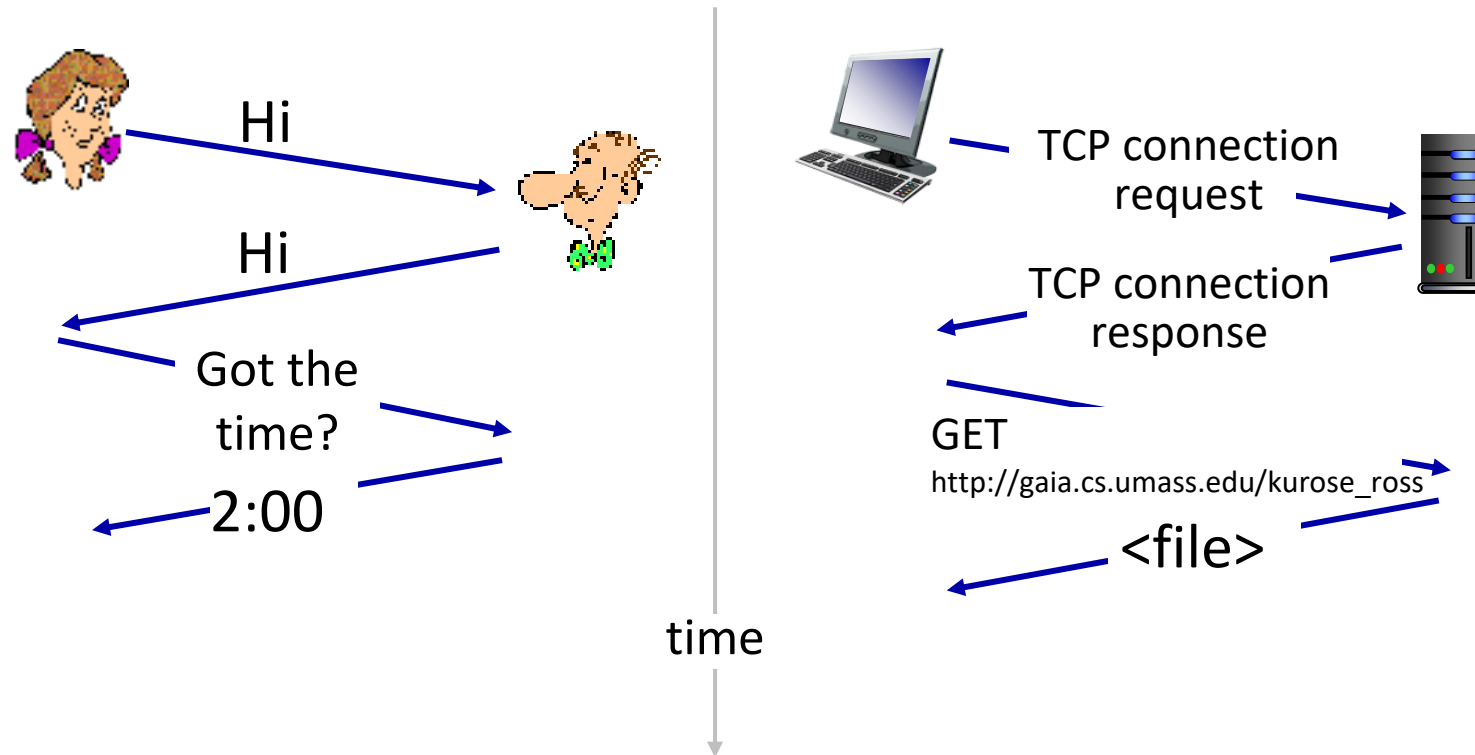 Hi
Hi
Got the
time?
2:00
time
TCP connection
request
TCP connection
response
GET
http://gaia.cs.umass.edu/kurose_ross
<file>